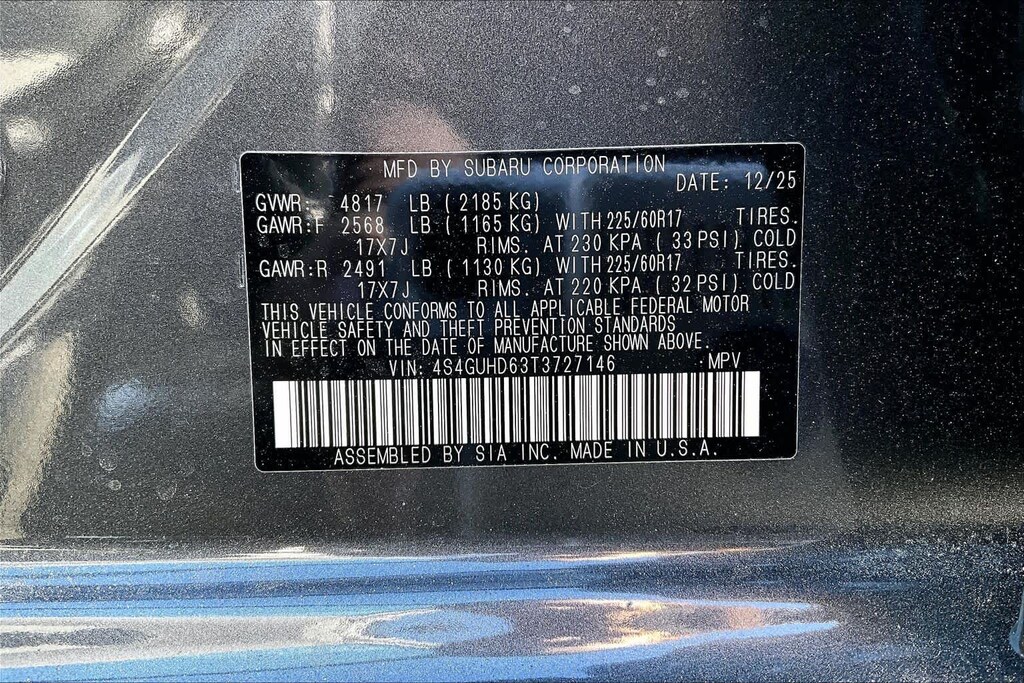 MFD BY SUBARU CORPORATION
DATE: 12/25
GVWR: 4817 LB ( 2185 KG)
GAWR:F 2568 LB ( 1165 KG) WITH 225/60R17 TIRES.
17X7J RIMS. AT 230 KPA ( 33 PSI) COLD
GAWR:R 2491 LB ( 1130 KG) WITH 225/60R17 TIRES.
17X7J RIMS. AT 220 KPA ( 32 PSI) COLD
THIS VEHICLE CONFORMS TO ALL APPLICABLE FEDERAL MOTOR
VEHICLE SAFETY AND THEFT PREVENTION STANDARDS
IN EFFECT ON THE DATE OF MANUFACTURE SHOWN ABOVE.
VIN: 4S4GUHD63T3727146 MPV
ASSEMBLED BY SIA INC. MADE IN U.S.A.